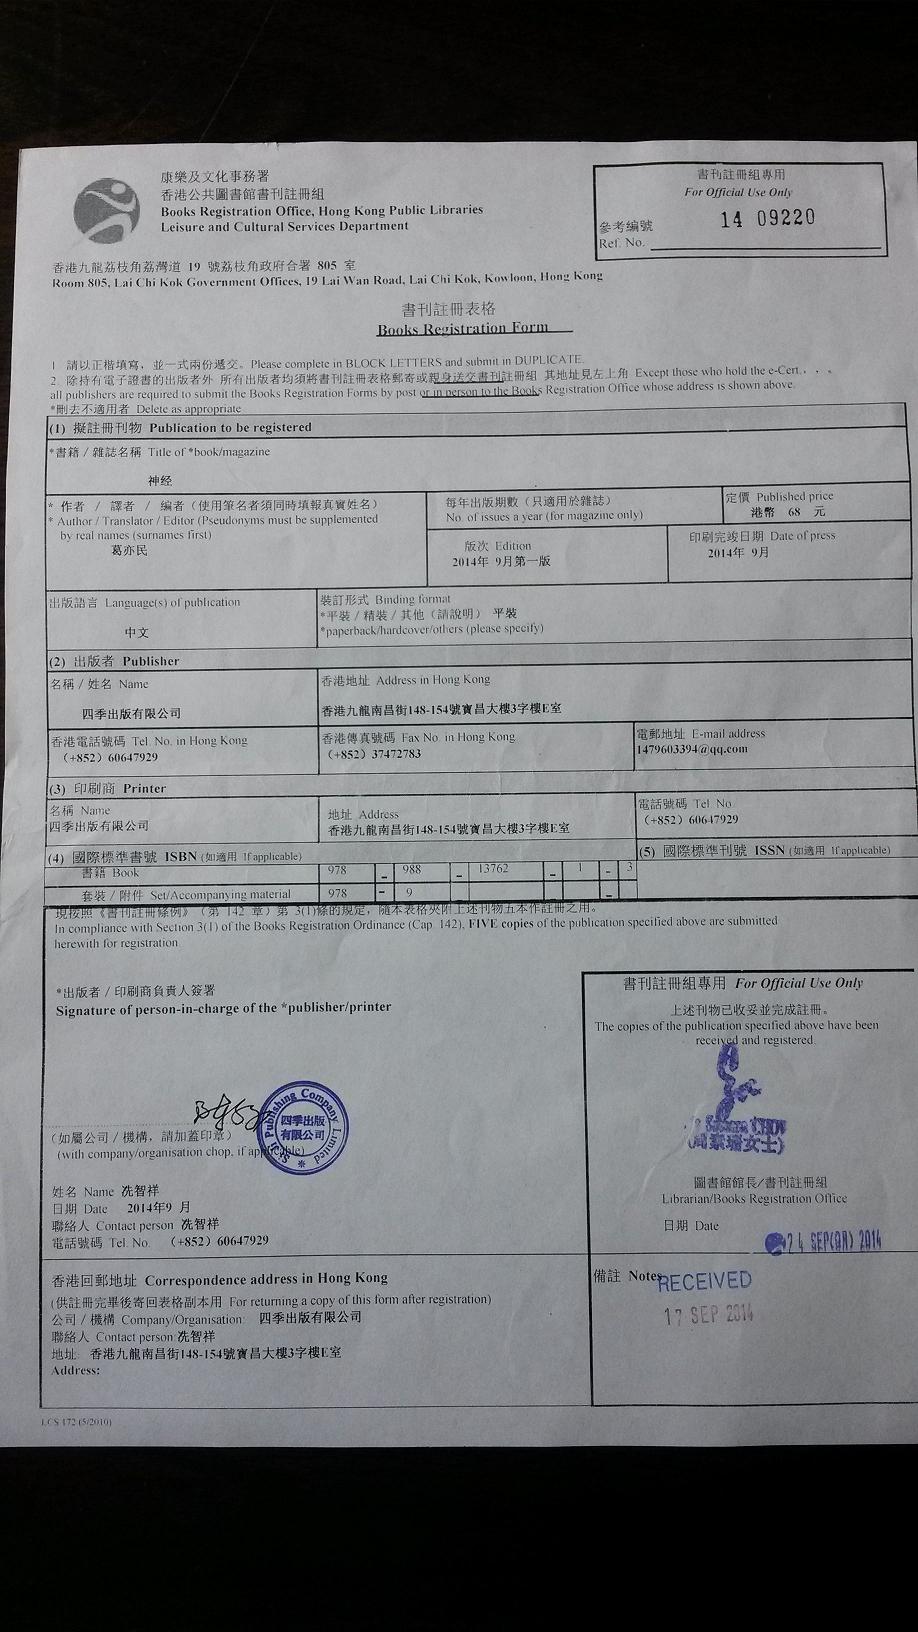 康樂及文化事務署
香港公共圖書館書刊註冊組
Books Registration Office, Hong Kong Public Libraries
Leisure and Cultural Services Department
書刊註冊組專用
For Official Use Only
參考編號
Ref. No.
14 09220
香港九龍荔枝角荔灣道 19 號荔枝角政府合署 805 室
Room 805, Lai Chi Kok Government Offices, 19 Lai Wan Road, Lai Chi Kok, Kowloon, Hong Kong
書刊註冊表格
Books Registration Form
1 請以正楷填寫，並一式兩份遞交。Please complete in BLOCK LETTERS and submit in DUPLICATE.
2. 除持有電子證書的出版者外 所有出版者均須將書刊註冊表格郵寄或親身送交書刊註冊組 其地址見左上角 Except those who hold the e-Cert.
all publishers are required to submit the Books Registration Forms by post or in person to the Books Registration Office whose address is shown above.
*刪去不適用者 Delete as appropriate
(1) 擬註冊刊物 Publication to be registered
*書籍 / 雜誌名稱 Title of *book/magazine
神经
* 作者 / 譯者 / 編者（使用筆名者須同時填報真實姓名）
* Author / Translator / Editor (Pseudonyms must be supplemented
by real names (surnames first)
葛亦民
每年出版期數（只適用於雜誌）
No. of issues a year (for magazine only)
定價 Published price
港幣 68 元
版次 Edition
2014年 9月第一版
印刷完竣日期 Date of press
2014年 9月
出版語言 Language(s) of publication
中文
裝訂形式 Binding format
*平裝 / 精裝 / 其他（請說明） 平裝
*paperback/hardcover/others (please specify)
(2) 出版者 Publisher
名稱 / 姓名 Name
四季出版有限公司
香港地址 Address in Hong Kong
香港九龍南昌街148-154號寶昌大樓3字樓E室
香港電話號碼 Tel. No. in Hong Kong
（+852）60647929
香港傳真號碼 Fax No. in Hong Kong
（+852）37472783
電郵地址 E-mail address
1479603394@qq.com
(3) 印刷商 Printer
名稱 Name
四季出版有限公司
地址 Address
香港九龍南昌街148-154號寶昌大樓3字樓E室
電話號碼 Tel. No
（+852）60647929
(4) 國際標準書號 ISBN (如適用 If applicable)
(5) 國際標準刊號 ISSN (如適用 If applicable)
書籍 Book 978 - 988 - 13762 - 1 - 3
套裝 / 附件 Set/Accompanying material 978 - 9 -
現按照《書刊註冊條例》（第 142 章）第 3(1)條的規定，隨本表格夾附上述刊物五本作註冊之用。
In compliance with Section 3(1) of the Books Registration Ordinance (Cap. 142), FIVE copies of the publication specified above are submitted
herewith for registration
*出版者 / 印刷商負責人簽署
Signature of person-in-charge of the *publisher/printer
Si Ji Publishing Company Limited
四季出版
有限公司
（如屬公司 / 機構，請加蓋印章）
(with company/organisation chop, if applicable)
姓名 Name 冼智祥
日期 Date 2014年9 月
聯絡人 Contact person 冼智祥
電話號碼 Tel. No. （+852）60647929
書刊註冊組專用 For Official Use Only
上述刊物已收妥並完成註冊。
The copies of the publication specified above have been
received and registered.
CHOW
女士)
圖書館館長/書刊註冊組
Librarian/Books Registration Office
日期 Date
24 SEP 2014
香港回郵地址 Correspondence address in Hong Kong
(供註冊完畢後寄回表格副本用 For returning a copy of this form after registration)
公司 / 機構 Company/Organisation: 四季出版有限公司
聯絡人 Contact person:冼智祥
地址: 香港九龍南昌街148-154號寶昌大樓3字樓E室
Address:
備註 Notes
RECEIVED
17 SEP 2014
LCS 172 (5/2010)